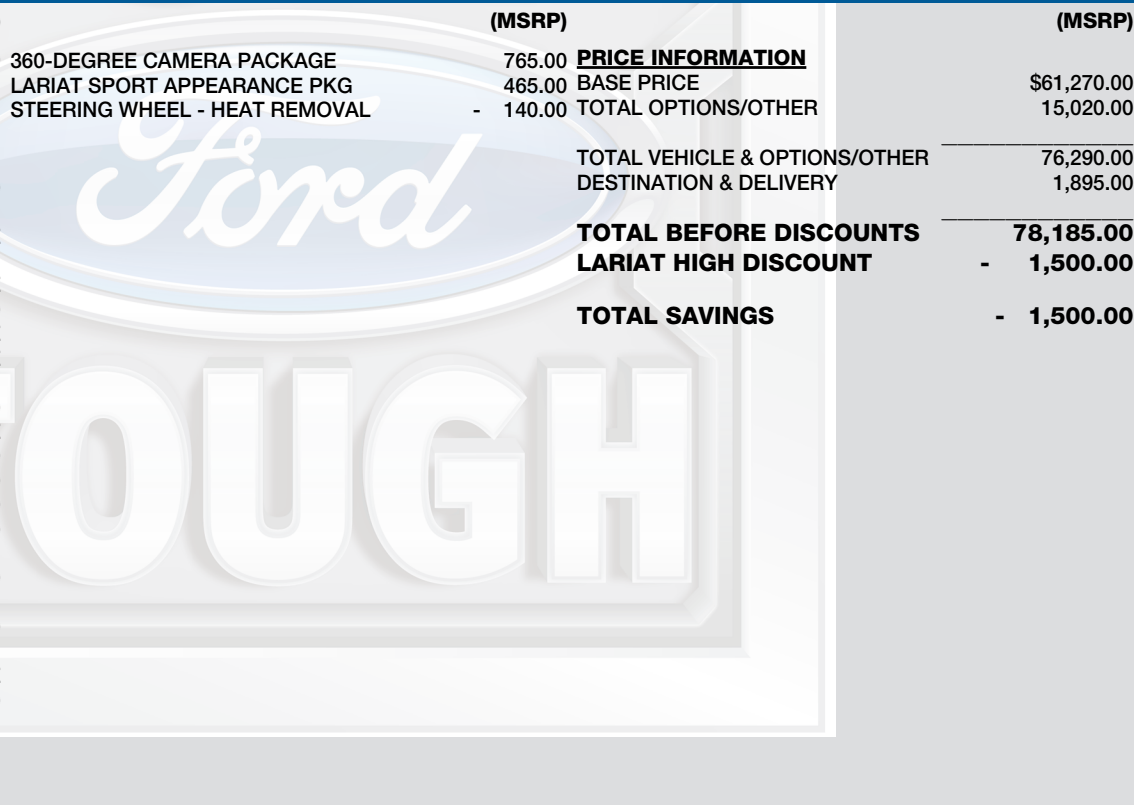 (MSRP)
360-DEGREE CAMERA PACKAGE 765.00
LARIAT SPORT APPEARANCE PKG 465.00
STEERING WHEEL - HEAT REMOVAL - 140.00
(MSRP)
PRICE INFORMATION
BASE PRICE $61,270.00
TOTAL OPTIONS/OTHER 15,020.00
TOTAL VEHICLE & OPTIONS/OTHER 76,290.00
DESTINATION & DELIVERY 1,895.00
TOTAL BEFORE DISCOUNTS 78,185.00
LARIAT HIGH DISCOUNT - 1,500.00
TOTAL SAVINGS - 1,500.00
Ford
TOUGH